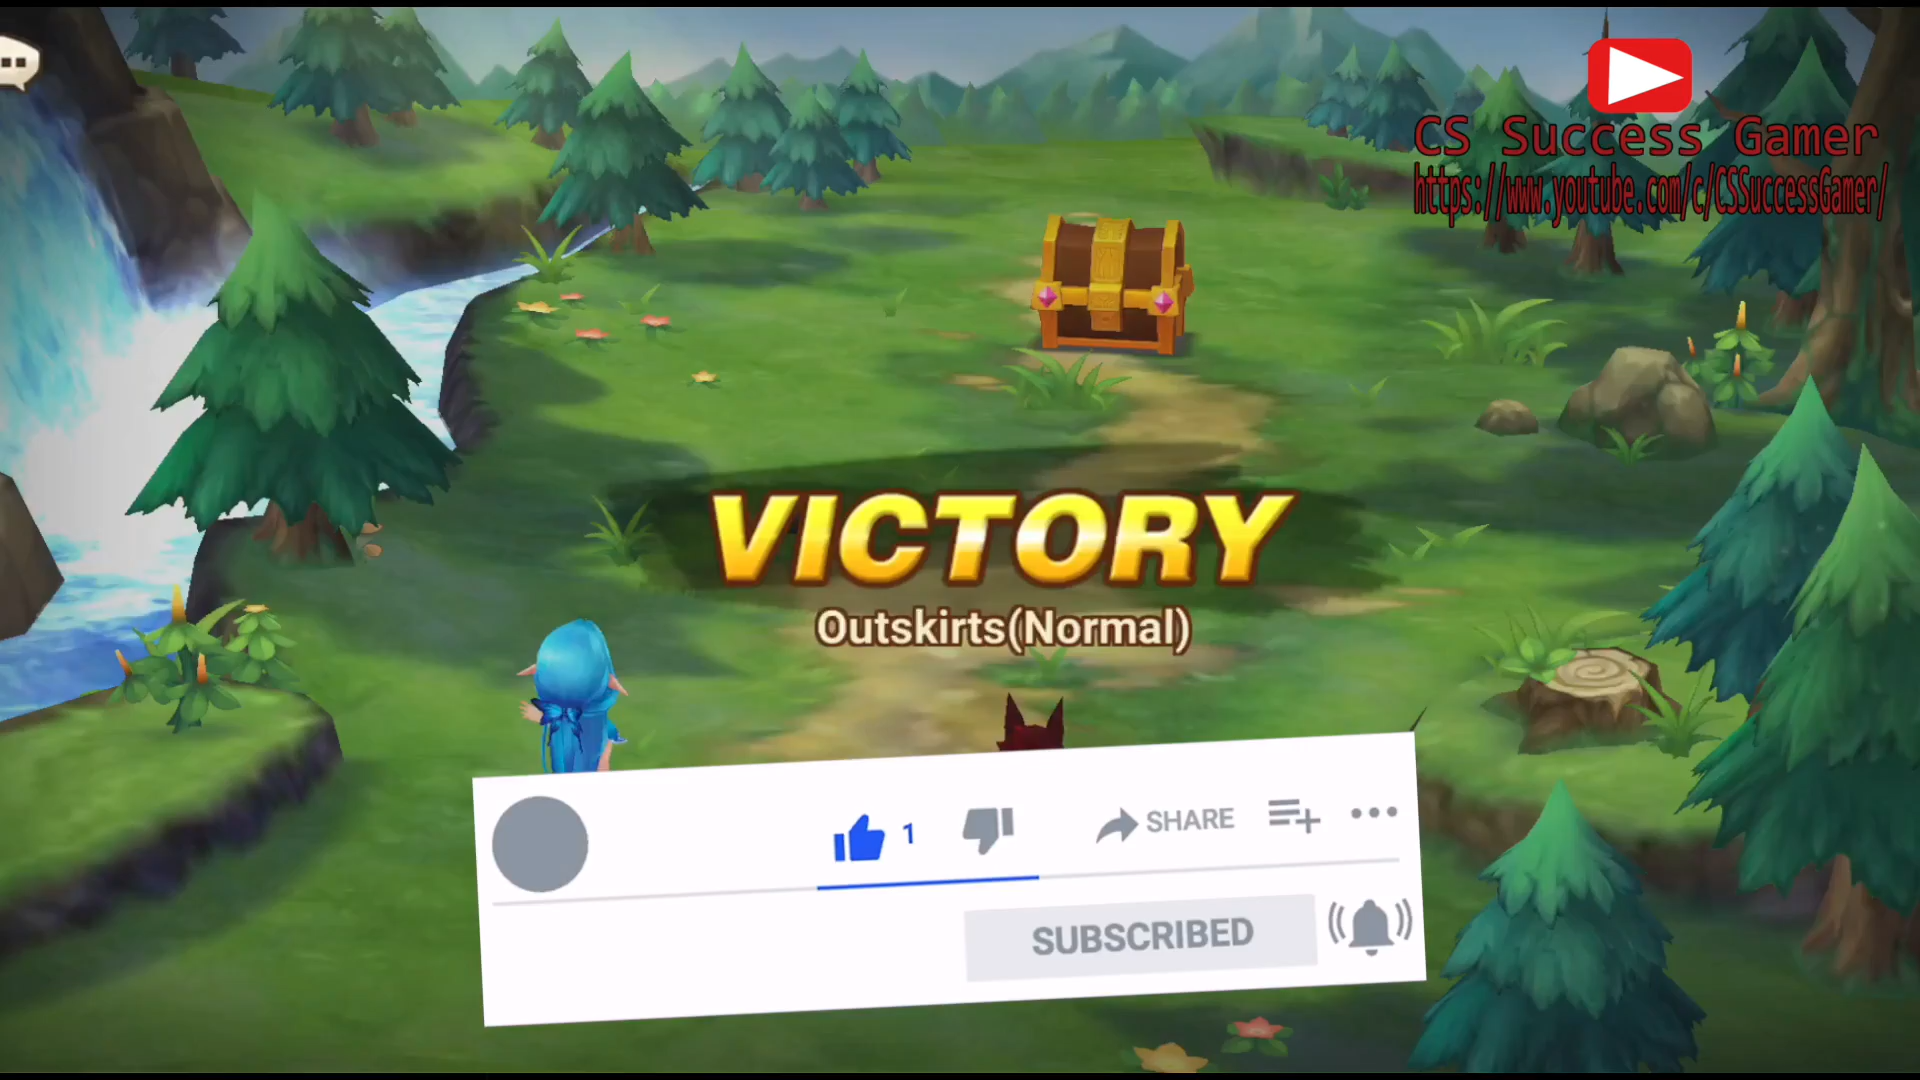 CS Success Gamer
https://www.youtube.com/c/CSSuccessGamer/
VICTORY
Outskirts(Normal)
1
SHARE
SUBSCRIBED